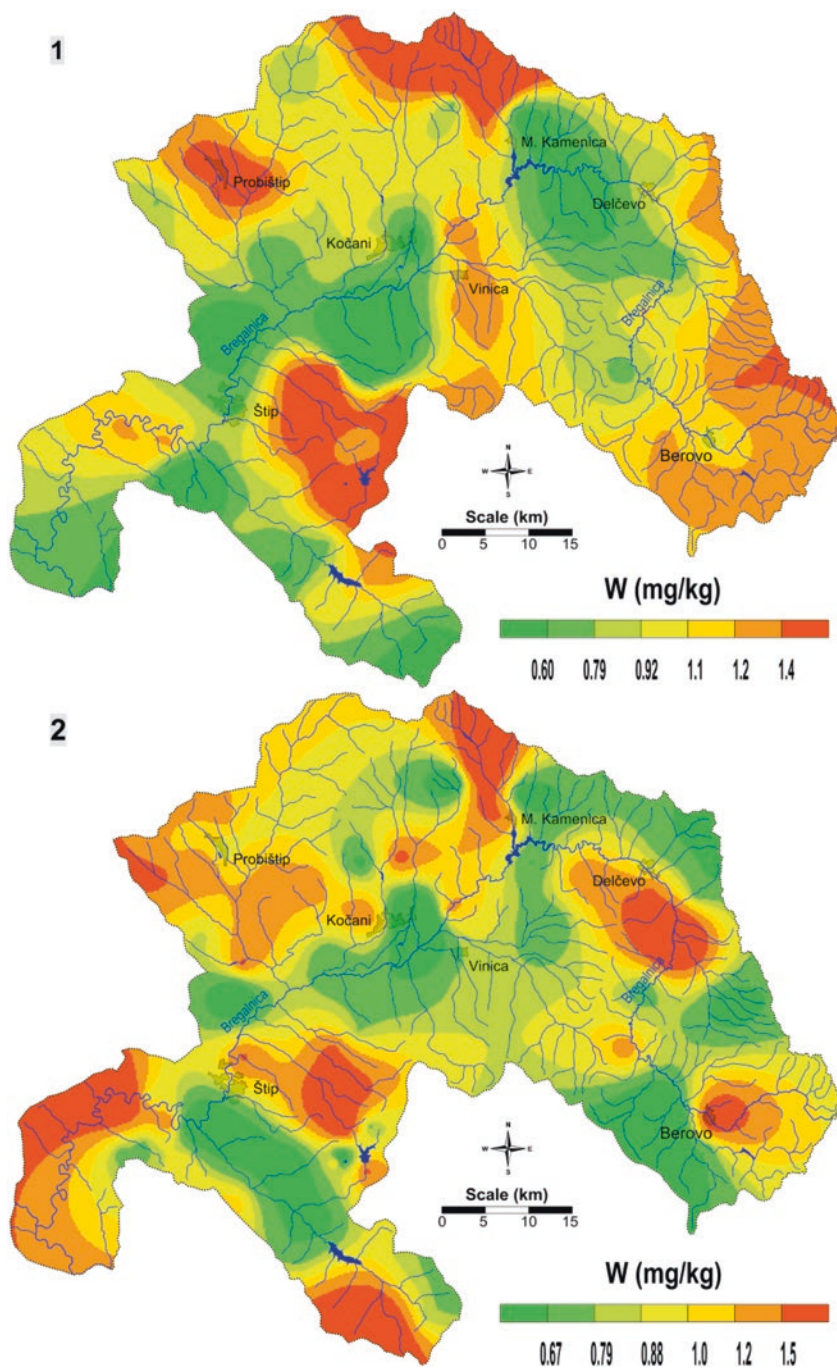 1
M. Kamenica
Probištip
Delčevo
Kočani
Vinica
Bregalnica
Bregalnica
Štip
Berovo
N
W E
S
Scale (km)
0 5 10 15
W (mg/kg)
0.60 0.79 0.92 1.1 1.2 1.4
2
M. Kamenica
Probištip
Delčevo
Kočani
Vinica
Bregalnica
Bregalnica
Štip
Berovo
N
W E
S
Scale (km)
0 5 10 15
W (mg/kg)
0.67 0.79 0.88 1.0 1.2 1.5